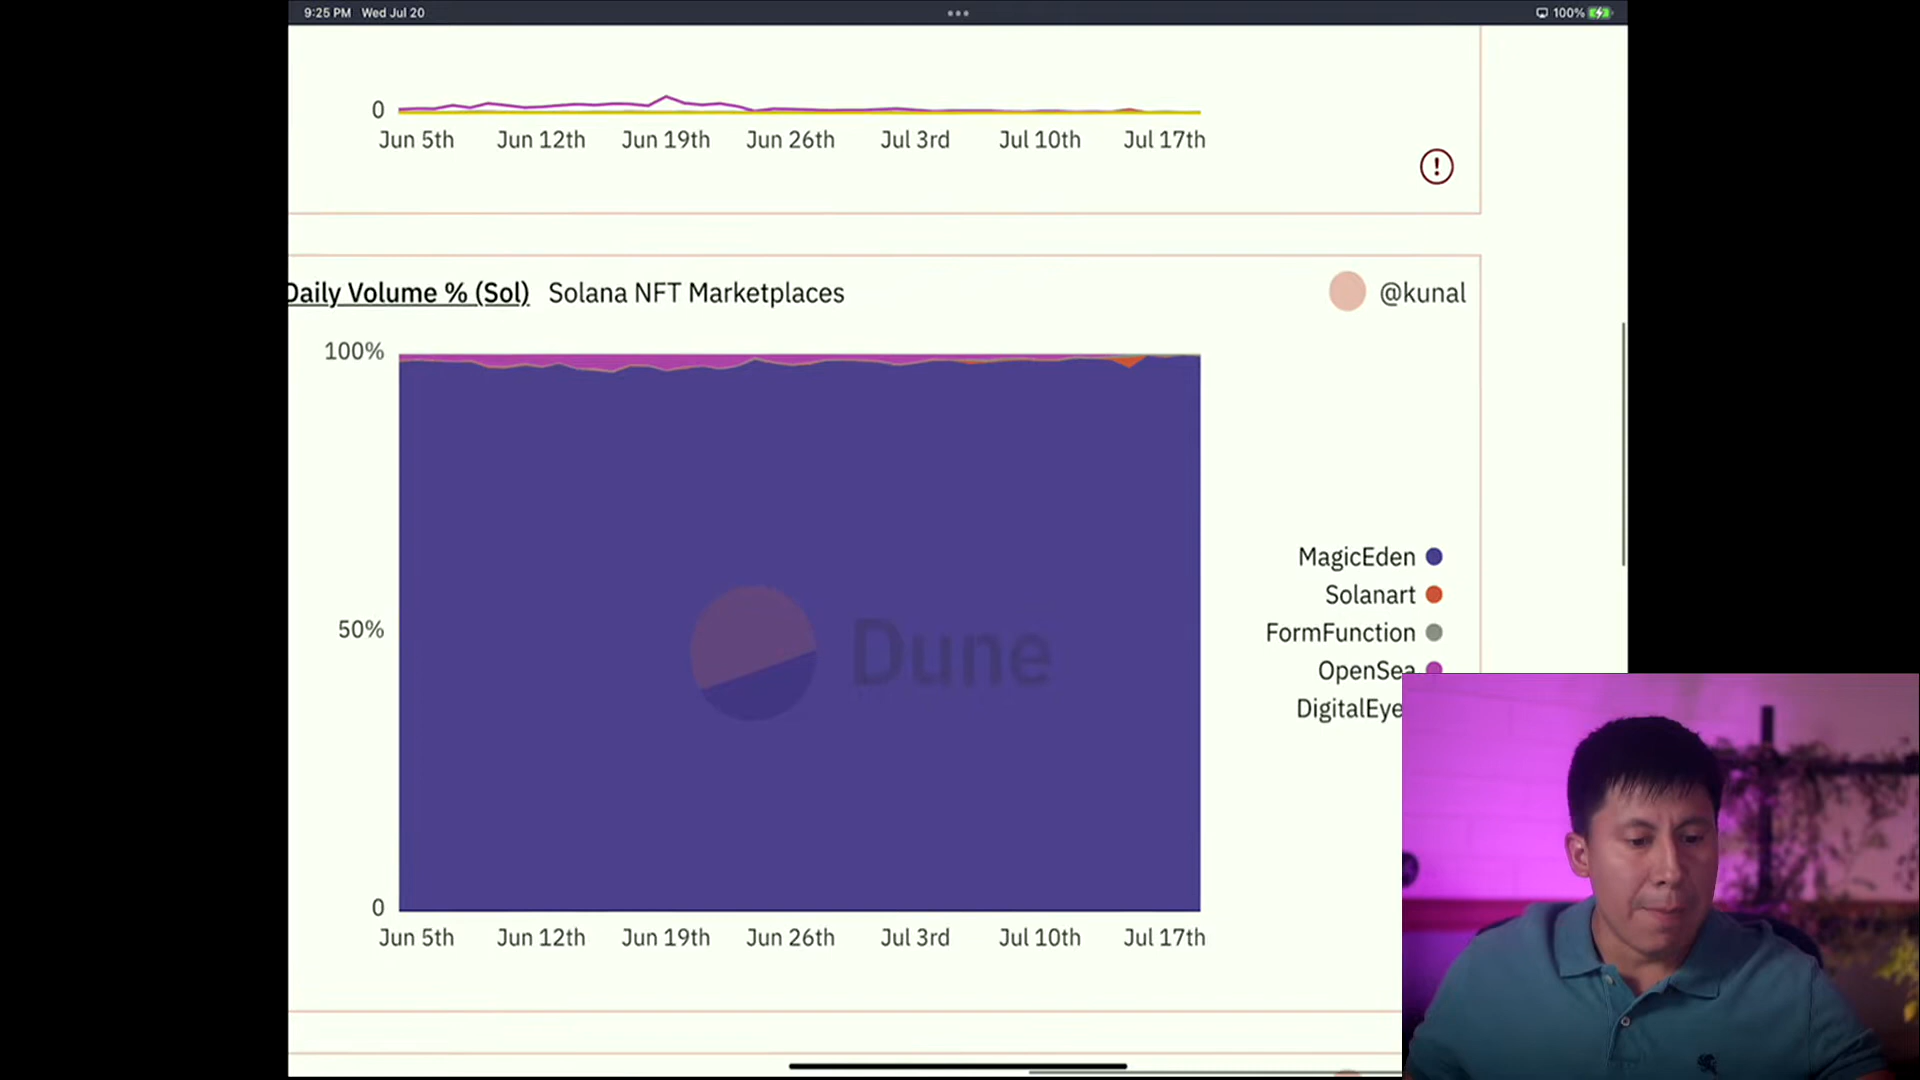 9:25 PM Wed Jul 20
100%
0
Jun 5th Jun 12th Jun 19th Jun 26th Jul 3rd Jul 10th Jul 17th
!
Daily Volume % (Sol) Solana NFT Marketplaces
@kunal
100%
50%
0
Dune
MagicEden
Solanart
FormFunction
OpenSea
DigitalEye
Jun 5th Jun 12th Jun 19th Jun 26th Jul 3rd Jul 10th Jul 17th